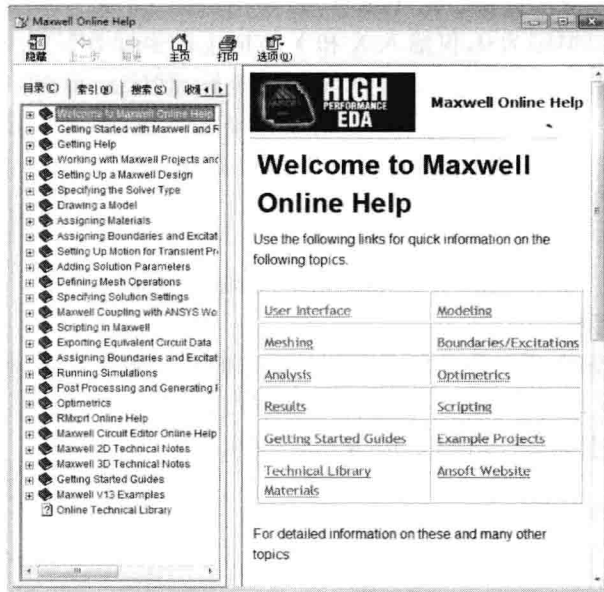 Maxwell Online Help
隐藏 上一步 主页 打印 选项(O)
目录(C) 索引(N) 搜索(S)
Welcome to Maxwell Online Help
Getting Started with Maxwell and R
Getting Help
Working with Maxwell Projects and
Setting Up a Maxwell Design
Specifying the Solver Type
Drawing a Model
Assigning Materials
Assigning Boundaries and Excitat
Setting Up Motion for Transient Pr
Adding Solution Parameters
Defining Mesh Operations
Specifying Solution Settings
Maxwell Coupling with ANSYS Wo
Scripting in Maxwell
Exporting Equivalent Circuit Data
Assigning Boundaries and Excitat
Running Simulations
Post Processing and Generating
Optimetrics
RMxprt Online Help
Maxwell Circuit Editor Online Help
Maxwell 2D Technical Notes
Maxwell 3D Technical Notes
Getting Started Guides
Maxwell V13 Examples
Online Technical Library
HIGH
PERFORMANCE
EDA
Maxwell Online Help
Welcome to Maxwell
Online Help
Use the following links for quick information on the
following topics.
User Interface Modeling
Meshing Boundaries/Excitations
Analysis Optimetrics
Results Scripting
Getting Started Guides Example Projects
Technical Library Ansoft Website
Materials
For detailed information on these and many other
topics